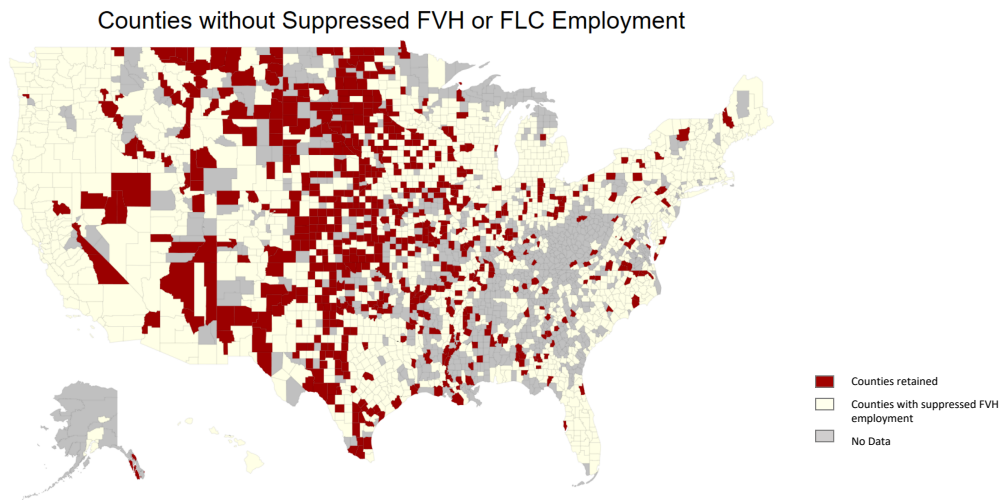 Counties without Suppressed FVH or FLC Employment
Counties retained
Counties with suppressed FVH
employment
No Data